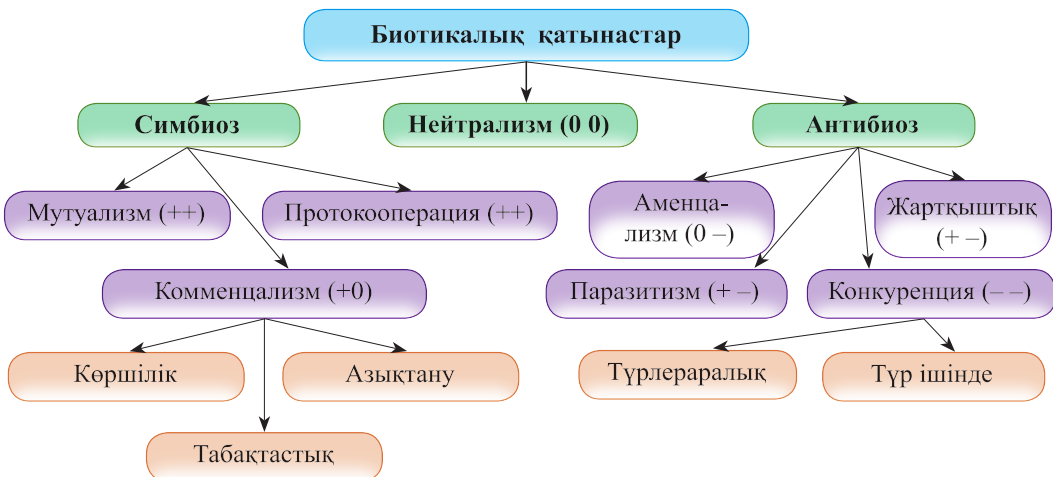 Биотикалық қатынастар
Симбиоз
Нейтрализм (0 0)
Антибиоз
Мутуализм (++)
Протокооперация (++)
Аменца-
лизм (0 –)
Жартқыштық
(+ –)
Комменцализм (+0)
Паразитизм (+ –)
Конкуренция (– –)
Көршілік
Азықтану
Түрлераралық
Түр ішінде
Табақтастық